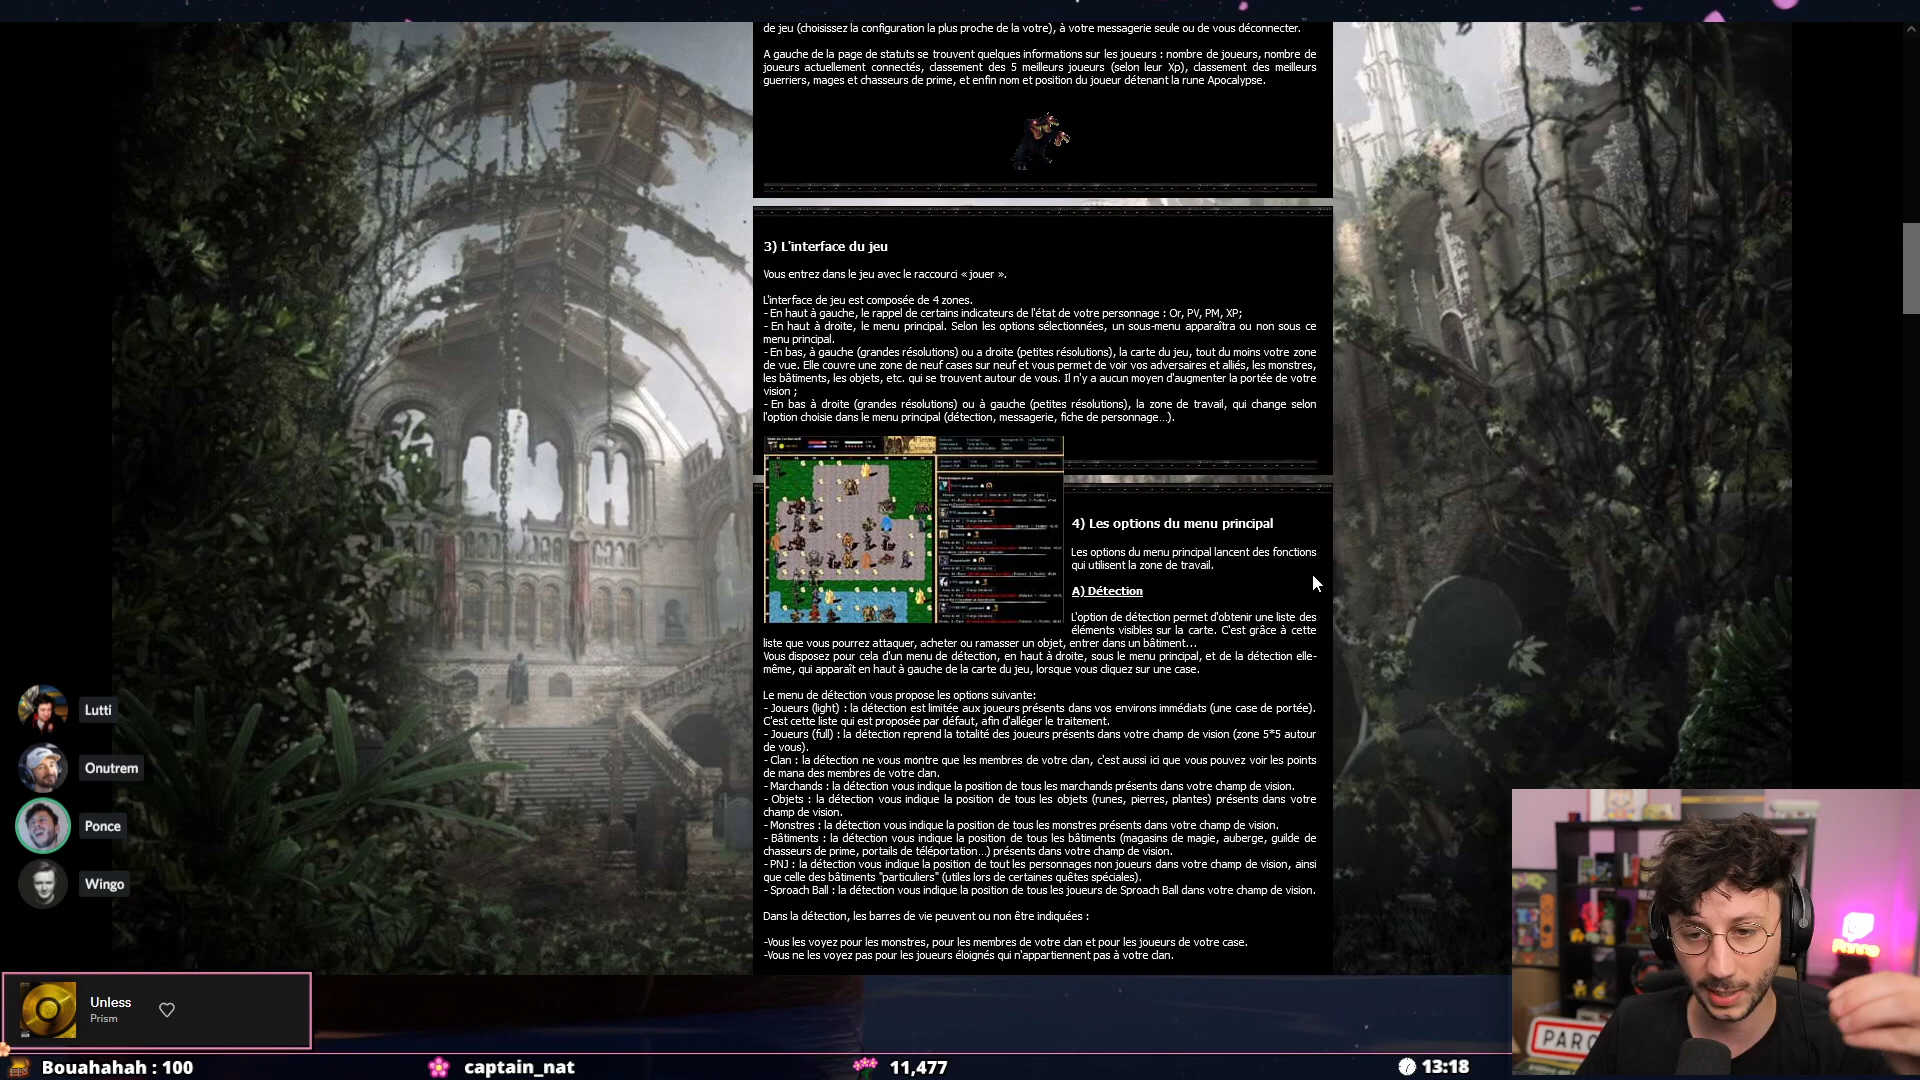 de jeu (choisissez la configuration la plus proche de la votre), à votre messagerie seule ou de vous déconnecter.
A gauche de la page de statuts se trouvent quelques informations sur les joueurs : nombre de joueurs, nombre de
joueurs actuellement connectés, classement des 5 meilleurs joueurs (selon leur Xp), classement des meilleurs
guerriers, mages et chasseurs de prime, et enfin nom et position du joueur détenant la rune Apocalypse.
3) L'interface du jeu
Vous entrez dans le jeu avec le raccourci « jouer ».
L'interface de jeu est composée de 4 zones.
- En haut à gauche, le rappel de certains indicateurs de l'état de votre personnage : Or, PV, PM, XP;
- En haut à droite, le menu principal. Selon les options sélectionnées, un sous-menu apparaîtra ou non sous ce
menu principal.
- En bas, à gauche (grandes résolutions) ou a droite (petites résolutions), la carte du jeu, tout du moins votre zone
de vue. Elle couvre une zone de neuf cases sur neuf et vous permet de voir vos adversaires et alliés, les monstres,
les bâtiments, les objets, etc. qui se trouvent autour de vous. Il n'y a aucun moyen d'augmenter la portée de votre
vision ;
- En bas à droite (grandes résolutions) ou à gauche (petites résolutions), la zone de travail, qui change selon
l'option choisie dans le menu principal (détection, messagerie, fiche de personnage...).
4) Les options du menu principal
Les options du menu principal lancent des fonctions
qui utilisent la zone de travail.
A) Détection
L'option de détection permet d'obtenir une liste des
éléments visibles sur la carte. C'est grâce à cette
liste que vous pourrez attaquer, acheter ou ramasser un objet, entrer dans un bâtiment...
Vous disposez pour cela d'un menu de détection, en haut à droite, sous le menu principal, et de la détection elle-
même, qui apparaît en haut à gauche de la carte du jeu, lorsque vous cliquez sur une case.
Le menu de détection vous propose les options suivante:
- Joueurs (light) : la détection est limitée aux joueurs présents dans vos environs immédiats (une case de portée).
C'est cette liste qui est proposée par défaut, afin d'alléger le traitement.
- Joueurs (full) : la détection reprend la totalité des joueurs présents dans votre champ de vision (zone 5*5 autour
de vous).
- Clan : la détection ne vous montre que les membres de votre clan, c'est aussi ici que vous pouvez voir les points
de mana des membres de votre clan.
- Marchands : la détection vous indique la position de tous les marchands présents dans votre champ de vision.
- Objets : la détection vous indique la position de tous les objets (runes, pierres, plantes) présents dans votre
champ de vision.
- Monstres : la détection vous indique la position de tous les monstres présents dans votre champ de vision.
- Bâtiments : la détection vous indique la position de tous les bâtiments (magasins de magie, auberge, guilde de
chasseurs de prime, portails de téléportation...) présents dans votre champ de vision.
- PNJ : la détection vous indique la position de tout les personnages non joueurs dans votre champ de vision, ainsi
que celle des bâtiments "particuliers" (utiles lors de certaines quêtes spéciales).
- Sproach Ball : la détection vous indique la position de tous les joueurs de Sproach Ball dans votre champ de vision.
Dans la détection, les barres de vie peuvent ou non être indiquées :
-Vous les voyez pour les monstres, pour les membres de votre clan et pour les joueurs de votre case.
-Vous ne les voyez pas pour les joueurs éloignés qui n'appartiennent pas à votre clan.
Lutti
Onutrem
Ponce
Wingo
Unless
Prism
PARC
Bouahahah : 100
captain_nat
11,477
13:18